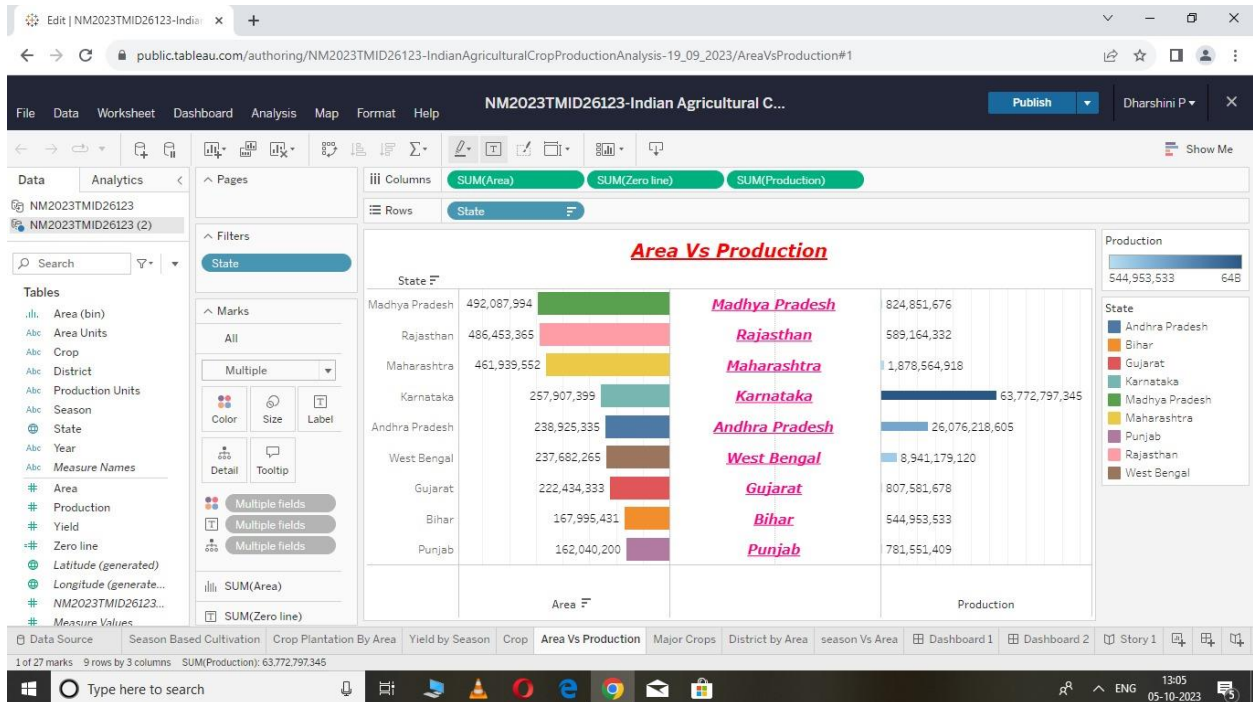 Edit | NM2023TMID26123-India
public.tableau.com/authoring/NM2023TMID26123-IndianAgriculturalCropProductionAnalysis-19_09_2023/AreaVsProduction#1
NM2023TMID26123-Indian Agricultural C...
Publish
Dharshini P
File Data Worksheet Dashboard Analysis Map Format Help
Show Me
Data Analytics
NM2023TMID26123
NM2023TMID26123 (2)
Search
Tables
Area (bin)
Abc Area Units
Abc Crop
Abc District
Abc Production Units
Abc Season
State
Abc Year
Abc Measure Names
# Area
# Production
# Yield
=# Zero line
Latitude (generated)
Longitude (generate...
# NM2023TMID26123...
# Measure Values
Pages
Filters
State
Marks
All
Multiple
Color Size Label
Detail Tooltip
Multiple fields
Multiple fields
Multiple fields
SUM(Area)
SUM(Zero line)
Columns SUM(Area) SUM(Zero line) SUM(Production)
Rows State
Area Vs Production
State
Madhya Pradesh 492,087,994 Madhya Pradesh 824,851,676
Rajasthan 486,453,365 Rajasthan 589,164,332
Maharashtra 461,939,552 Maharashtra 1,878,564,918
Karnataka 257,907,399 Karnataka 63,772,797,345
Andhra Pradesh 238,925,335 Andhra Pradesh 26,076,218,605
West Bengal 237,682,265 West Bengal 8,941,179,120
Gujarat 222,434,333 Gujarat 807,581,678
Bihar 167,995,431 Bihar 544,953,533
Punjab 162,040,200 Punjab 781,551,409
Area Production
Production
544,953,533 64B
State
Andhra Pradesh
Bihar
Gujarat
Karnataka
Madhya Pradesh
Maharashtra
Punjab
Rajasthan
West Bengal
Data Source Season Based Cultivation Crop Plantation By Area Yield by Season Crop Area Vs Production Major Crops District by Area season Vs Area Dashboard 1 Dashboard 2 Story 1
1 of 27 marks 9 rows by 3 columns SUM(Production): 63,772,797,345
Type here to search
ENG
13:05
05-10-2023
5